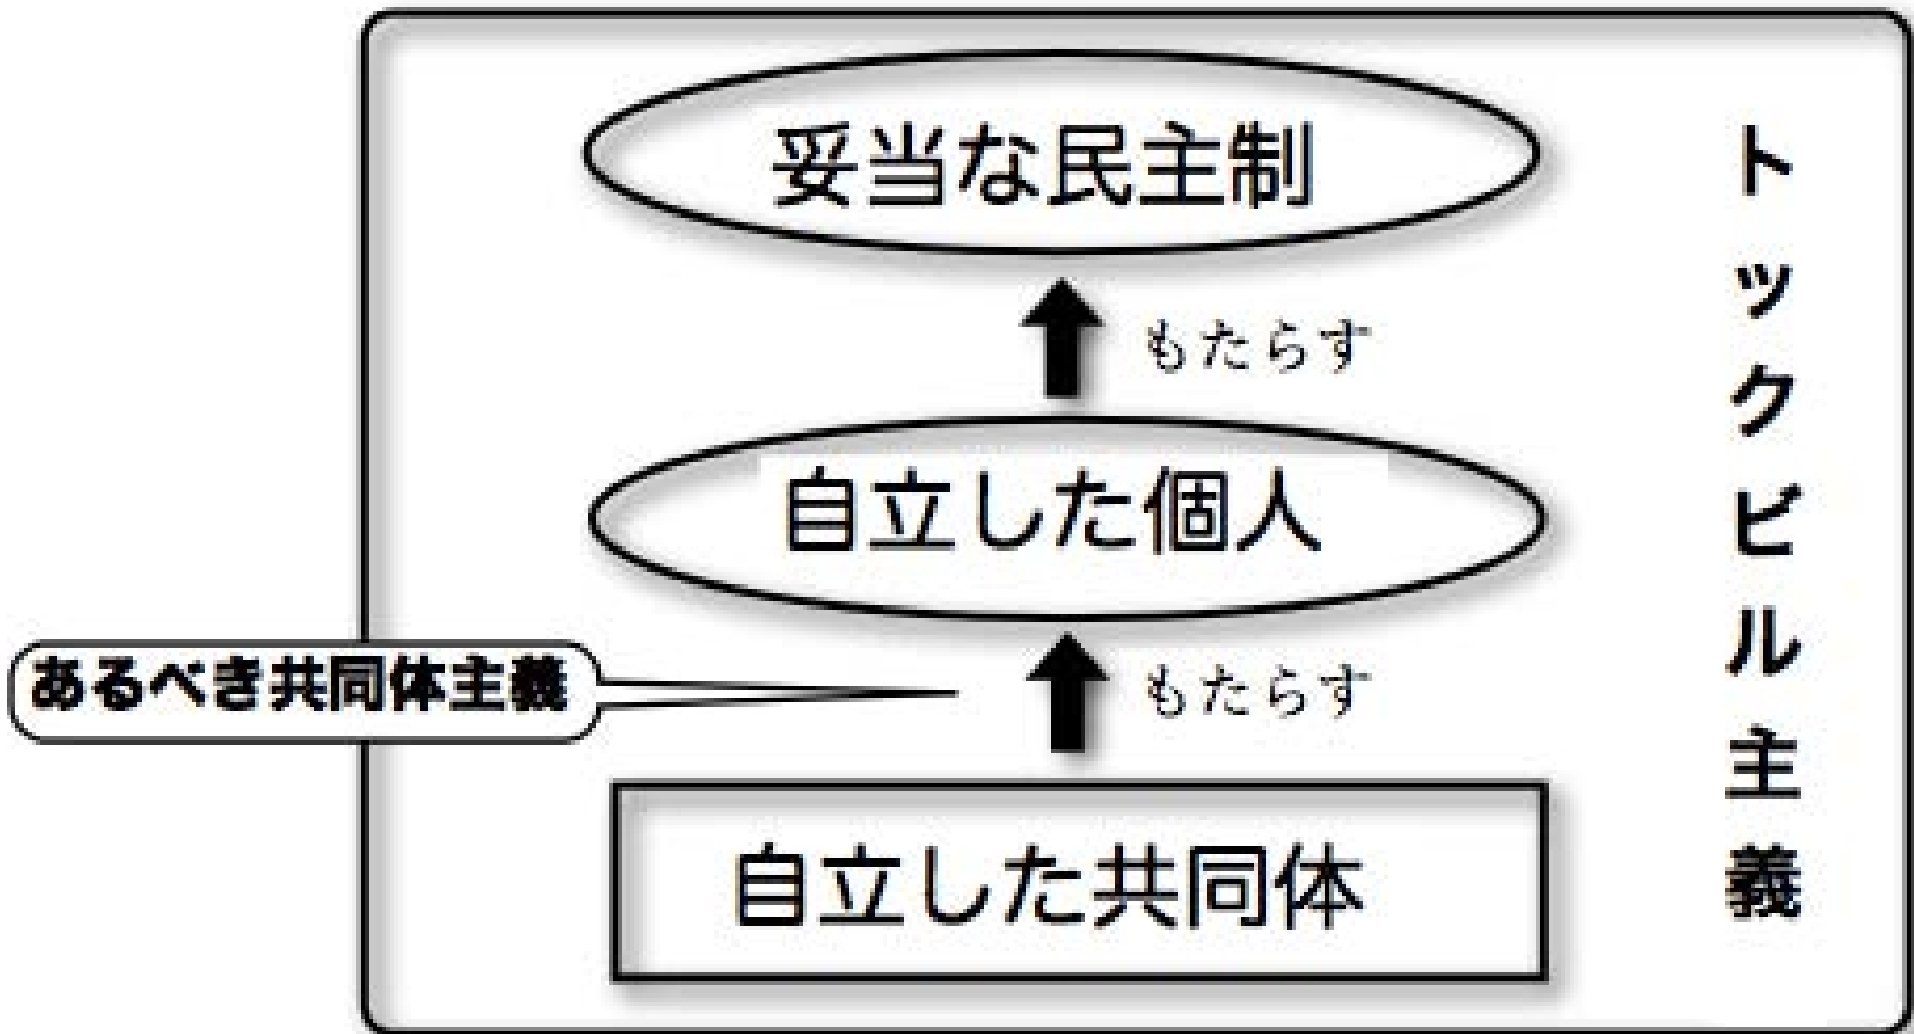 妥当な民主制
もたらす
自立した個人
あるべき共同体主義
もたらす
自立した共同体
トックビル主義